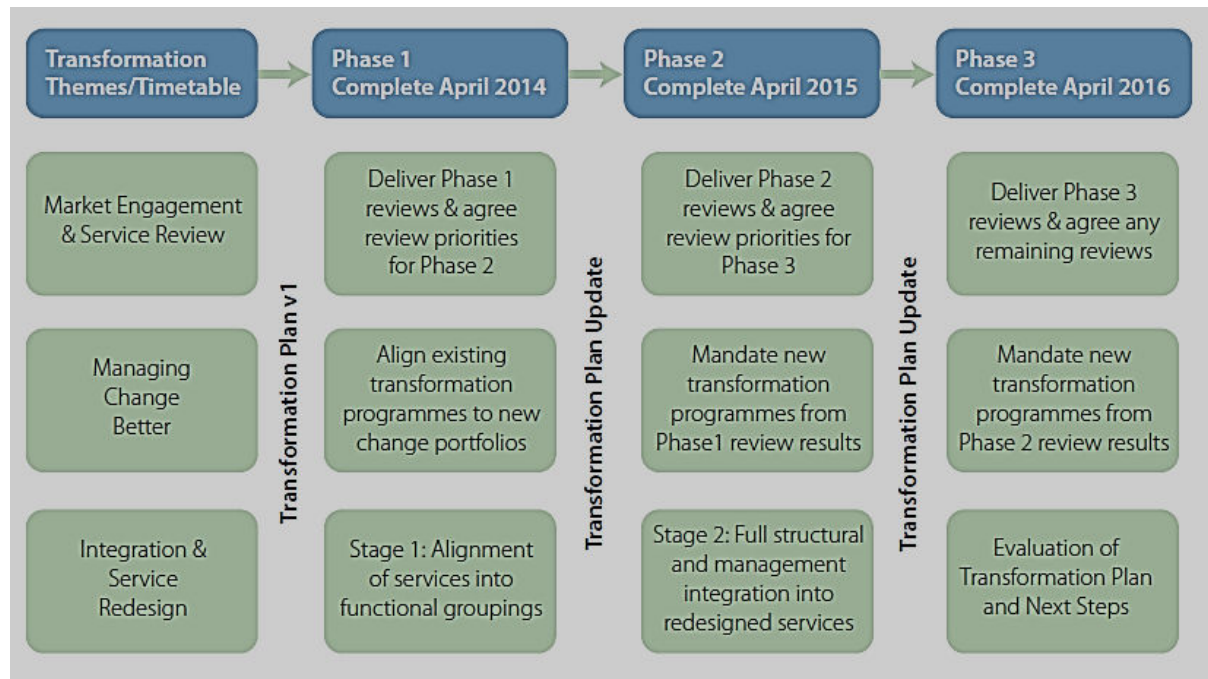 Transformation
Themes/Timetable
Phase 1
Complete April 2014
Phase 2
Complete April 2015
Phase 3
Complete April 2016
Market Engagement
& Service Review
Transformation Plan v1
Deliver Phase 1
reviews & agree
review priorities
for Phase 2
Transformation Plan Update
Deliver Phase 2
reviews & agree
review priorities for
Phase 3
Transformation Plan Update
Deliver Phase 3
reviews & agree any
remaining reviews
Managing
Change
Better
Align existing
transformation
programmes to new
change portfolios
Mandate new
transformation
programmes from
Phase1 review results
Mandate new
transformation
programmes from
Phase 2 review results
Integration &
Service
Redesign
Stage 1: Alignment
of services into
functional groupings
Stage 2: Full structural
and management
integration into
redesigned services
Evaluation of
Transformation Plan
and Next Steps